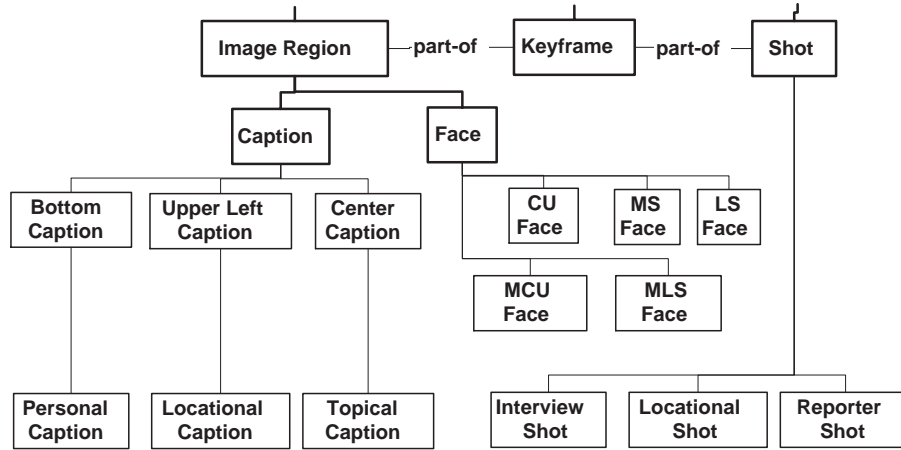 Image Region
part-of
Keyframe
part-of
Shot
Caption
Face
Bottom
Caption
Upper Left
Caption
Center
Caption
CU
Face
MS
Face
LS
Face
MCU
Face
MLS
Face
Personal
Caption
Locational
Caption
Topical
Caption
Interview
Shot
Locational
Shot
Reporter
Shot